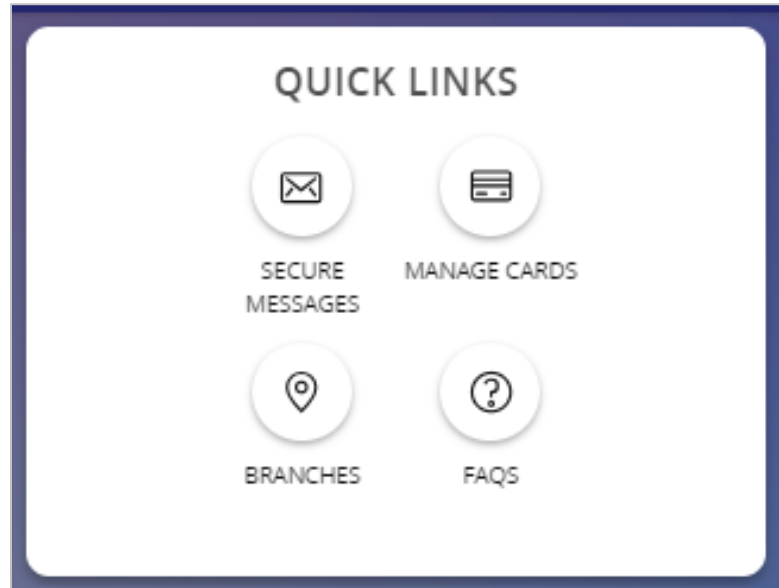 QUICK LINKS
SECURE
MESSAGES
MANAGE CARDS
BRANCHES
FAQS